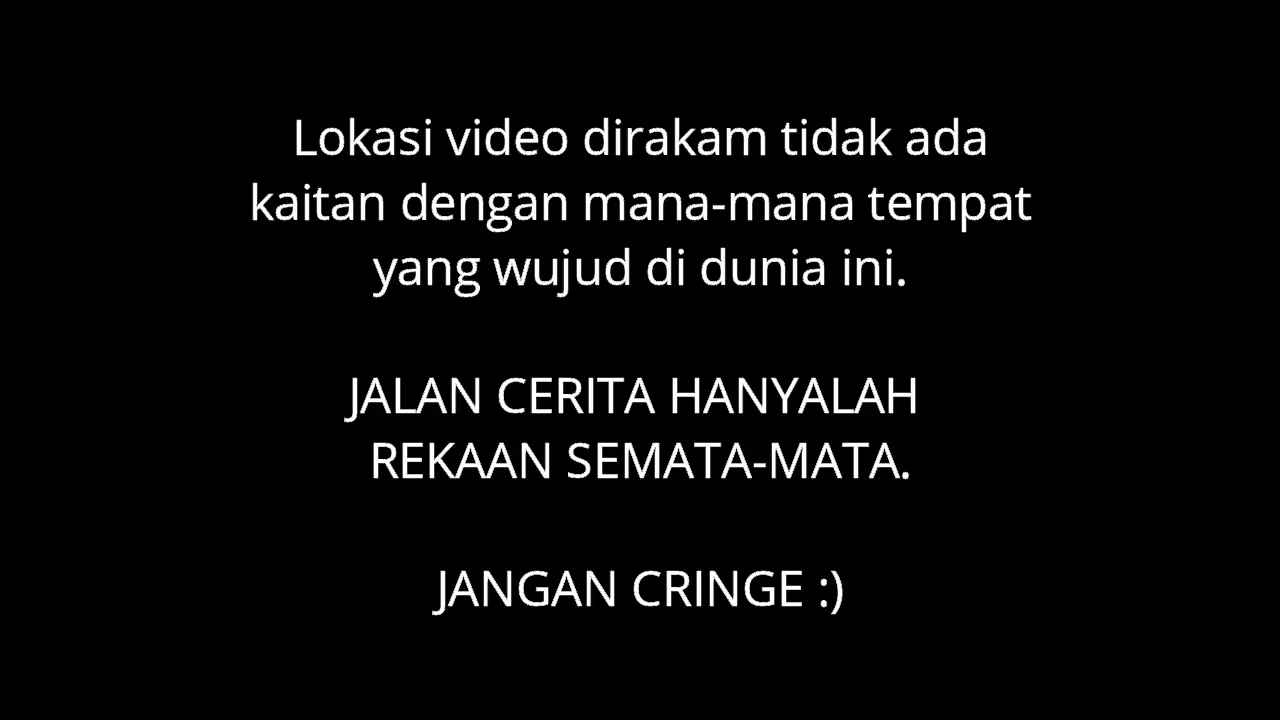 Lokasi video dirakam tidak ada
kaitan dengan mana-mana tempat
yang wujud di dunia ini.
JALAN CERITA HANYALAH
REKAAN SEMATA-MATA.
JANGAN CRINGE :)